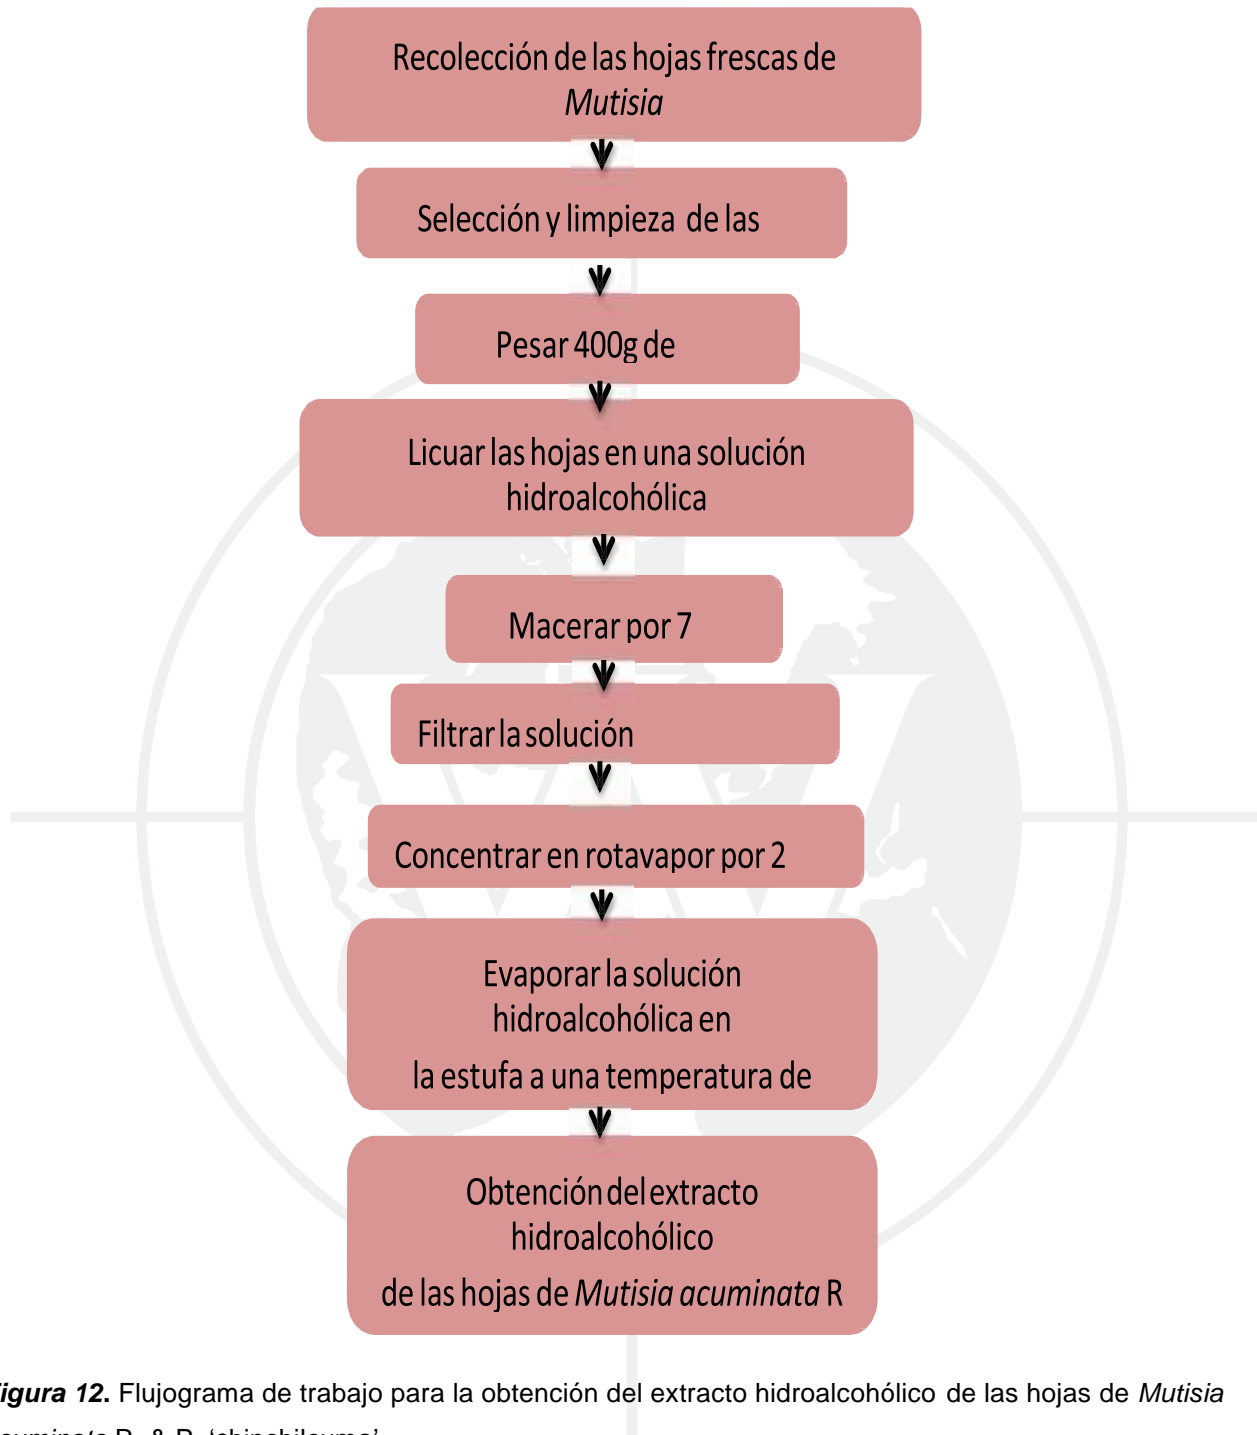 Recolección de las hojas frescas de
Mutisia
Selección y limpieza de las
Pesar 400g de
Licuar las hojas en una solución
hidroalcohólica
Macerar por 7
Filtrar la solución
Concentrar en rotavapor por 2
Evaporar la solución
hidroalcohólica en
la estufa a una temperatura de
Obtención del extracto
hidroalcohólico
de las hojas de Mutisia acuminata R
igura 12. Flujograma de trabajo para la obtención del extracto hidroalcohólico de las hojas de Mutisia
R. & P. 'chinchilcuma'